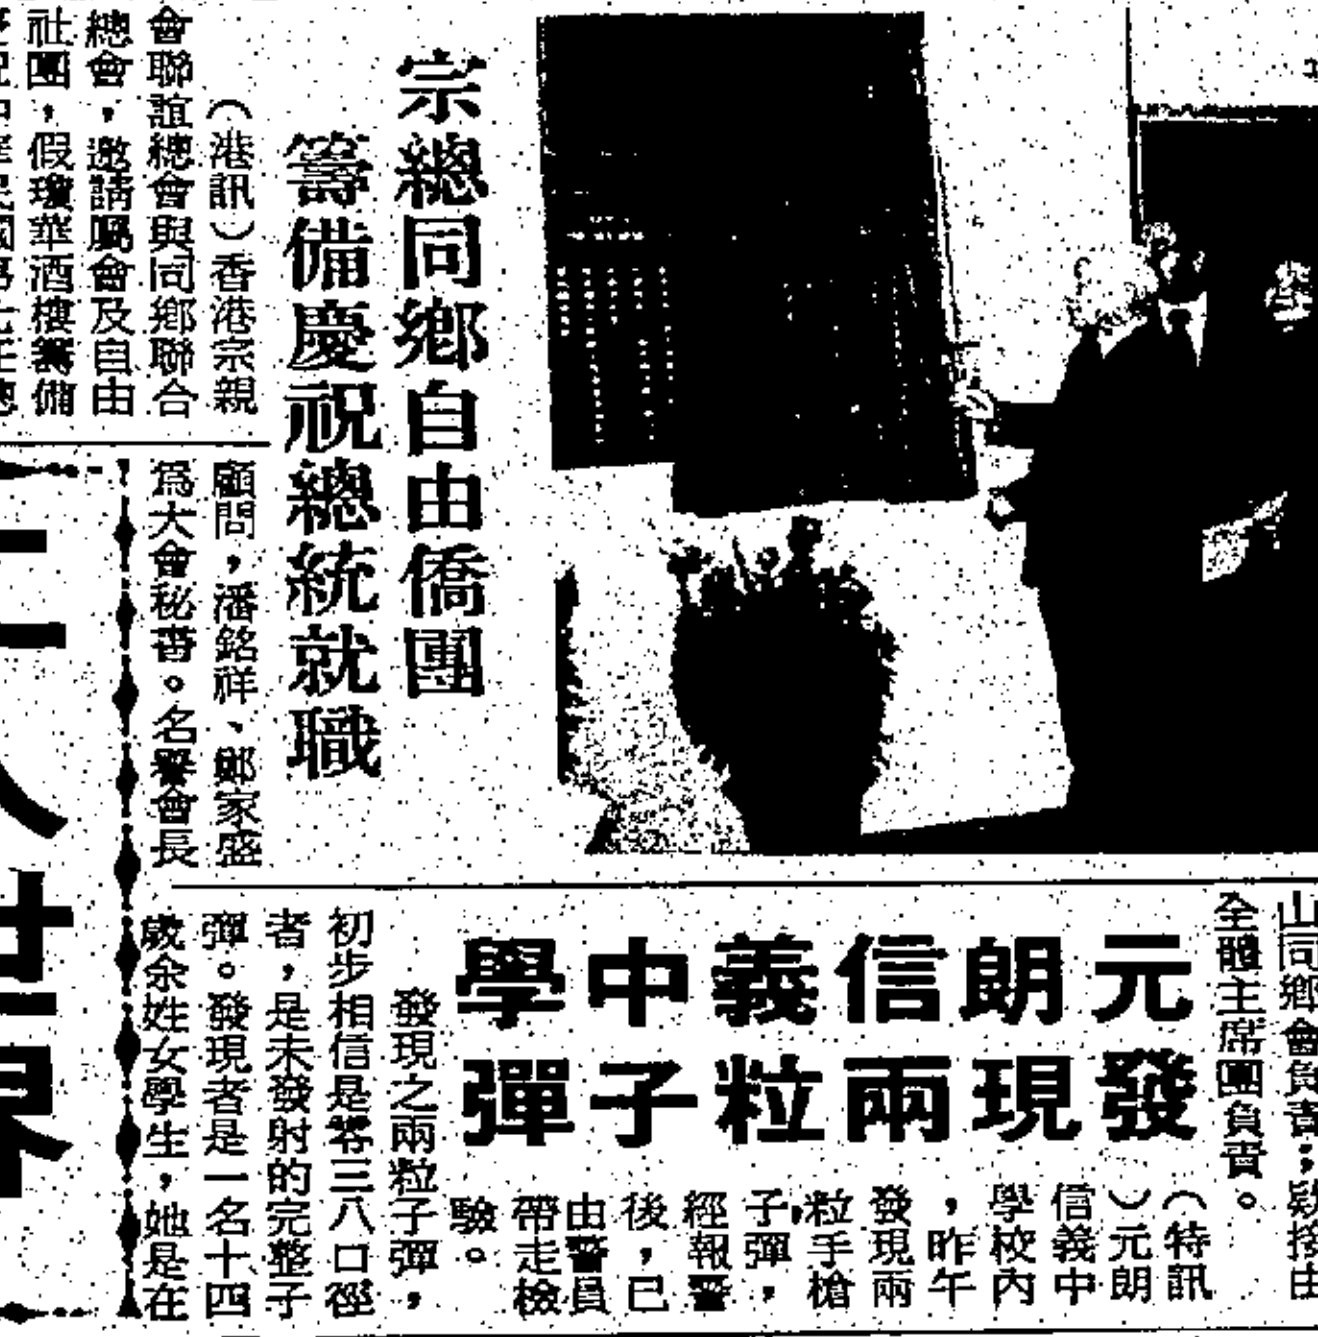 宗總同鄉自由僑團
籌備慶祝總統就職
（港訊）香港宗親
會聯誼總會與同鄉聯合
總會，邀請屬會及自由
社團，假瓊華酒樓籌備
顧問，潘銘祥、鄭家盛
為大會秘書。名譽會長
人世界
山同鄉會負責；
全體主席團負責。
元朗信義中學
發現兩粒子彈
（特訊
）元朗
信義中
學校內
，昨午
發現兩
粒手槍
子彈，
經報警
後，已
由警員
帶走檢
驗。
發現之兩粒子彈，
初步相信是零三八口徑
者，是未發射的完整子
彈。發現者是一名十四
歲余姓女學生，她是在